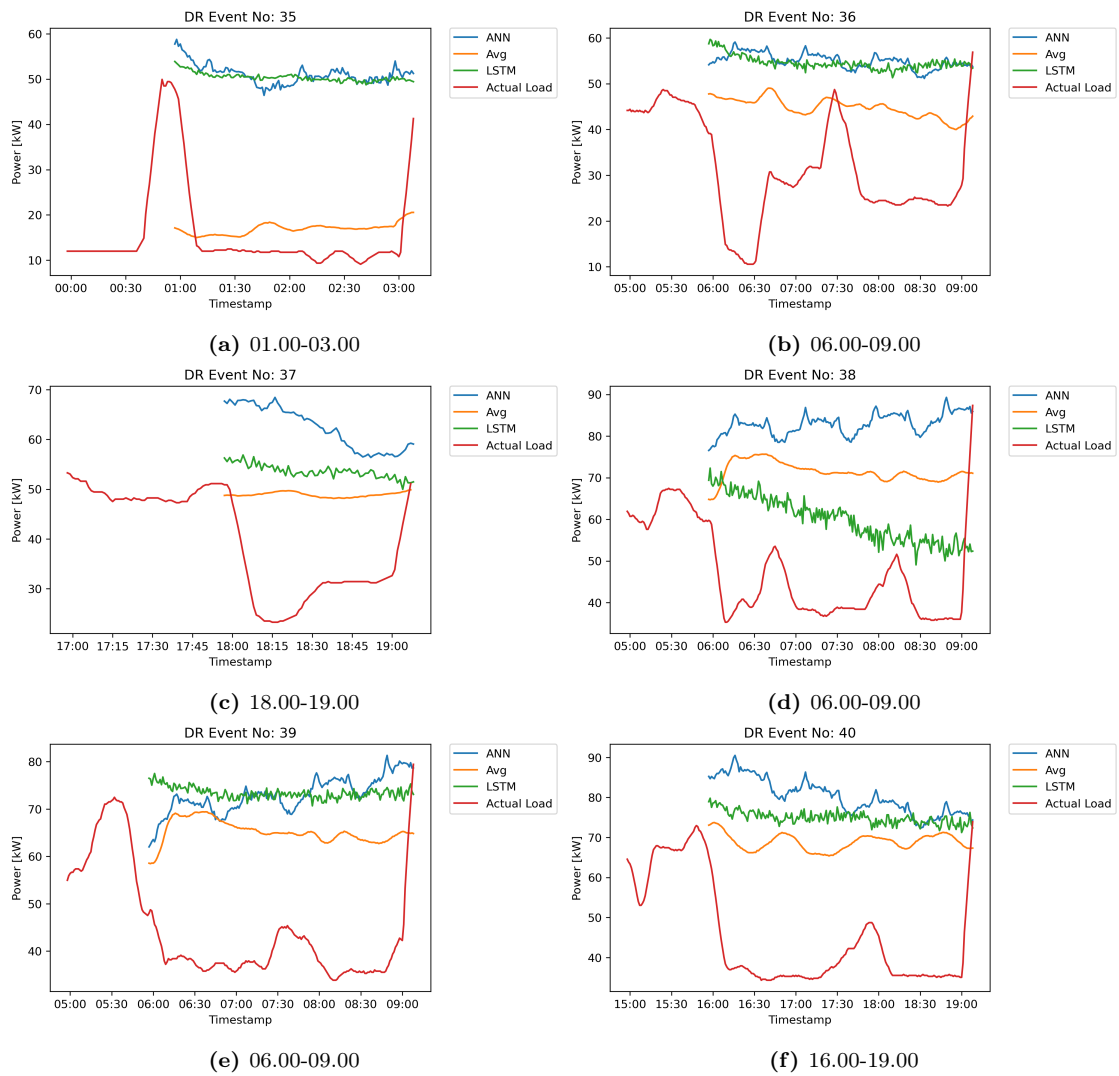 DR Event No: 35
60
50
40
30
20
10
Power [kW]
00:00 00:30 01:00 01:30 02:00 02:30 03:00
Timestamp
ANN
Avg
LSTM
Actual Load
(a) 01.00-03.00
DR Event No: 36
60
50
40
30
20
10
Power [kW]
05:00 05:30 06:00 06:30 07:00 07:30 08:00 08:30 09:00
Timestamp
ANN
Avg
LSTM
Actual Load
(b) 06.00-09.00
DR Event No: 37
70
60
50
40
30
Power [kW]
17:00 17:15 17:30 17:45 18:00 18:15 18:30 18:45 19:00
Timestamp
ANN
Avg
LSTM
Actual Load
(c) 18.00-19.00
DR Event No: 38
90
80
70
60
50
40
Power [kW]
05:00 05:30 06:00 06:30 07:00 07:30 08:00 08:30 09:00
Timestamp
ANN
Avg
LSTM
Actual Load
(d) 06.00-09.00
DR Event No: 39
80
70
60
50
40
Power [kW]
05:00 05:30 06:00 06:30 07:00 07:30 08:00 08:30 09:00
Timestamp
ANN
Avg
LSTM
Actual Load
(e) 06.00-09.00
DR Event No: 40
90
80
70
60
50
40
Power [kW]
15:00 15:30 16:00 16:30 17:00 17:30 18:00 18:30 19:00
Timestamp
ANN
Avg
LSTM
Actual Load
(f) 16.00-19.00